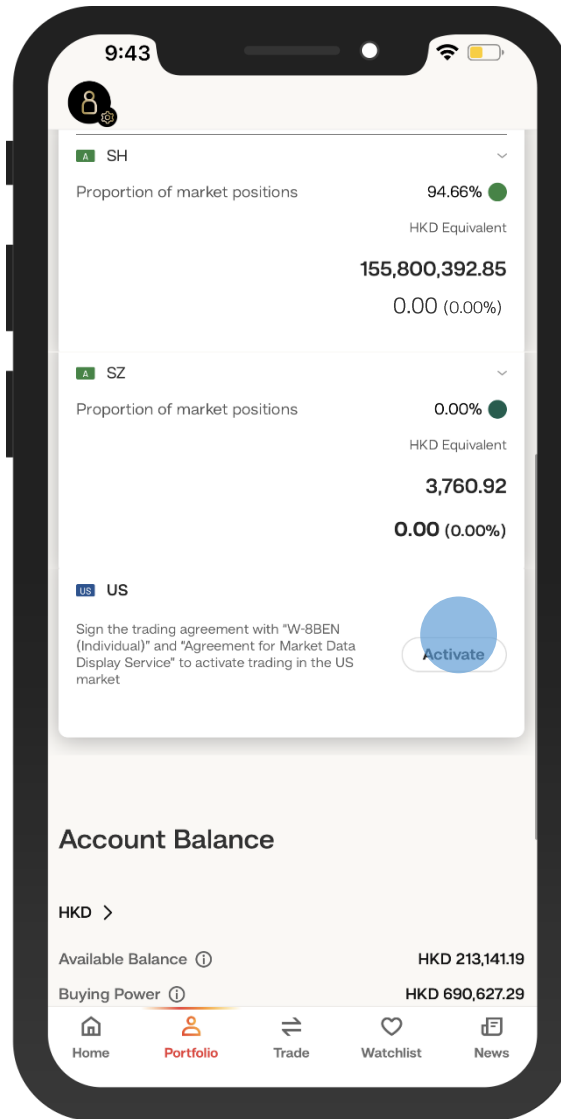 9:43
A SH
Proportion of market positions 94.66%
HKD Equivalent
155,800,392.85
0.00 (0.00%)
A SZ
Proportion of market positions 0.00%
HKD Equivalent
3,760.92
0.00 (0.00%)
US US
Sign the trading agreement with "W-8BEN
(Individual)" and "Agreement for Market Data
Display Service" to activate trading in the US
market
Activate
Account Balance
HKD
Available Balance HKD 213,141.19
Buying Power HKD 690,627.29
Home Portfolio Trade Watchlist News